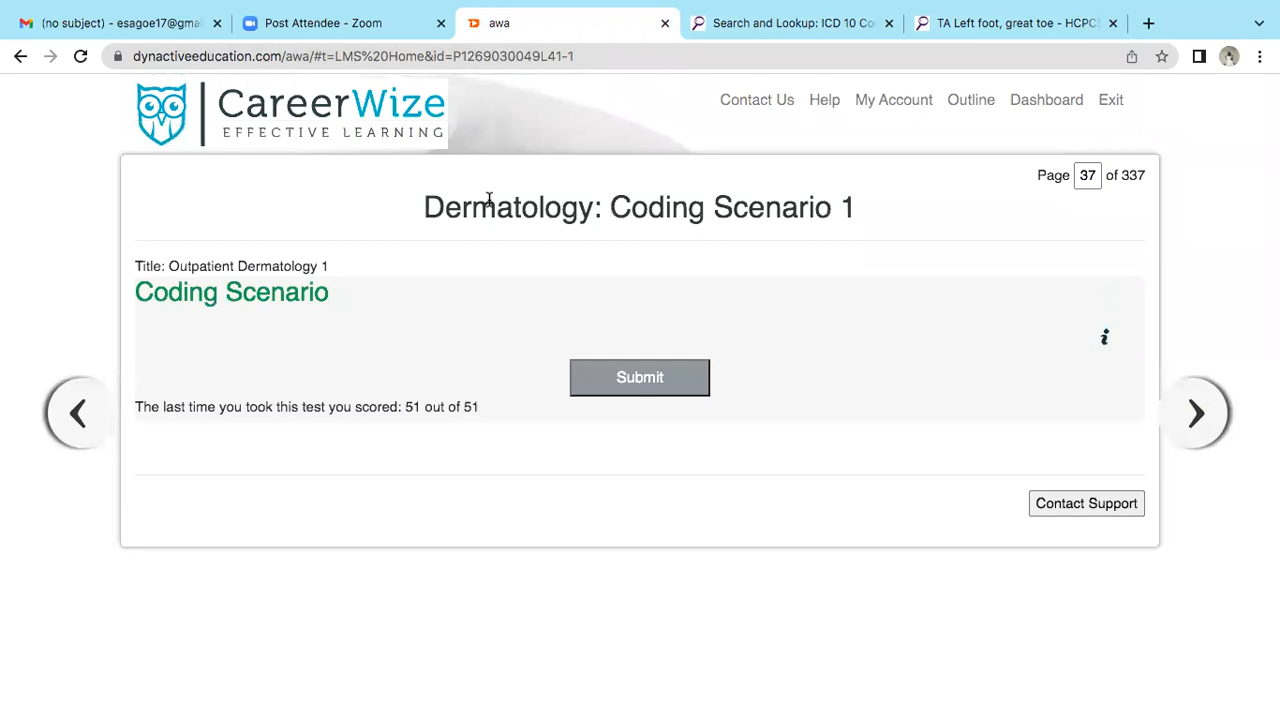 (no subject) - esagoe17@gmai
Post Attendee - Zoom
awa
Search and Lookup: ICD 10 Co
TA Left foot, great toe - HCPCS
dynactiveeducation.com/awa/#t=LMS%20Home&id=P1269030049L41-1
CareerWize
EFFECTIVE LEARNING
Contact Us Help My Account Outline Dashboard Exit
Page 37 of 337
Dermatology: Coding Scenario 1
Title: Outpatient Dermatology 1
Coding Scenario
i
Submit
The last time you took this test you scored: 51 out of 51
Contact Support